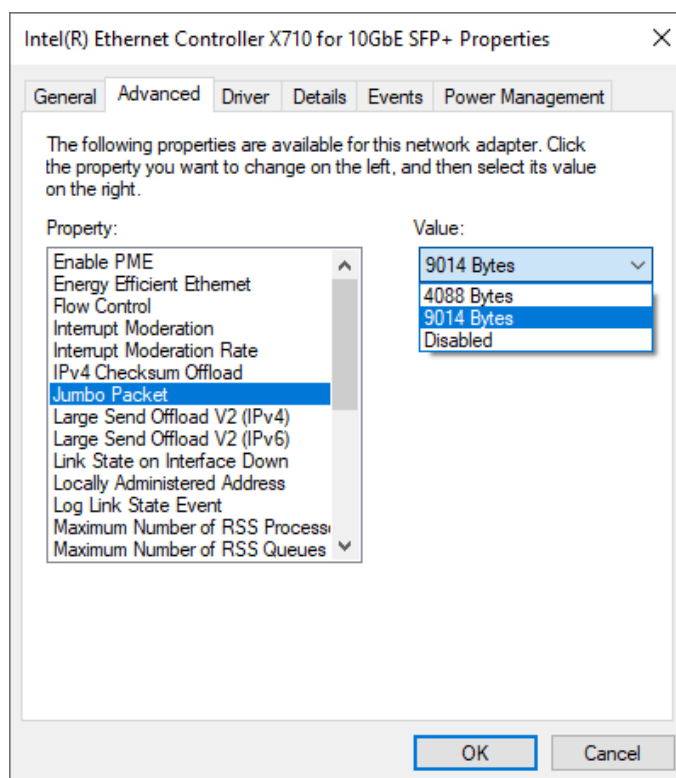 Intel(R) Ethernet Controller X710 for 10GbE SFP+ Properties
General Advanced Driver Details Events Power Management
The following properties are available for this network adapter. Click
the property you want to change on the left, and then select its value
on the right.
Property:
Value:
Enable PME
Energy Efficient Ethernet
Flow Control
Interrupt Moderation
Interrupt Moderation Rate
IPv4 Checksum Offload
Jumbo Packet
Large Send Offload V2 (IPv4)
Large Send Offload V2 (IPv6)
Link State on Interface Down
Locally Administered Address
Log Link State Event
Maximum Number of RSS Process
Maximum Number of RSS Queues
9014 Bytes
4088 Bytes
9014 Bytes
Disabled
OK
Cancel